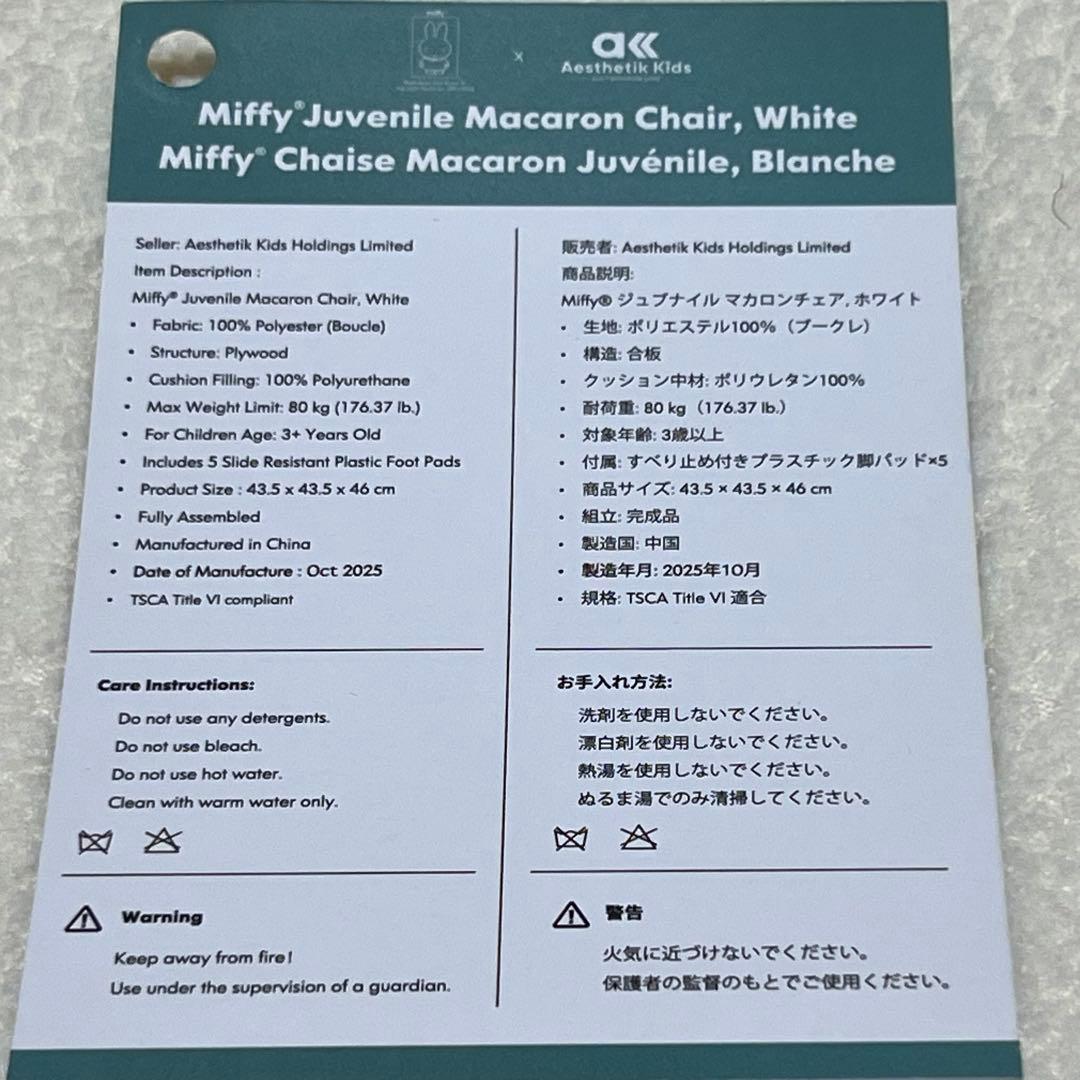 miffy
x
Aesthetik Kids
Miffy®Juvenile Macaron Chair, White
Miffy® Chaise Macaron Juvénile, Blanche
Seller: Aesthetik Kids Holdings Limited
Item Description :
Miffy® Juvenile Macaron Chair, White
• Fabric: 100% Polyester (Boucle)
• Structure: Plywood
• Cushion Filling: 100% Polyurethane
• Max Weight Limit: 80 kg (176.37 lb.)
• For Children Age: 3+ Years Old
• Includes 5 Slide Resistant Plastic Foot Pads
• Product Size : 43.5 x 43.5 x 46 cm
• Fully Assembled
• Manufactured in China
• Date of Manufacture : Oct 2025
• TSCA Title VI compliant
Care Instructions:
Do not use any detergents.
Do not use bleach.
Do not use hot water.
Clean with warm water only.
Warning
Keep away from fire!
Use under the supervision of a guardian.
販売者: Aesthetik Kids Holdings Limited
商品説明:
Miffy® ジュブナイル マカロンチェア, ホワイト
• 生地: ポリエステル100%（ブークレ）
• 構造: 合板
• クッション中材: ポリウレタン100%
• 耐荷重: 80 kg（176.37 lb.）
• 対象年齢: 3歳以上
• 付属: すべり止め付きプラスチック脚パッド×5
• 商品サイズ: 43.5 × 43.5 × 46 cm
• 組立: 完成品
• 製造国: 中国
• 製造年月: 2025年10月
• 規格: TSCA Title VI 適合
お手入れ方法:
洗剤を使用しないでください。
漂白剤を使用しないでください。
熱湯を使用しないでください。
ぬるま湯でのみ清掃してください。
警告
火気に近づけないでください。
保護者の監督のもとでご使用ください。